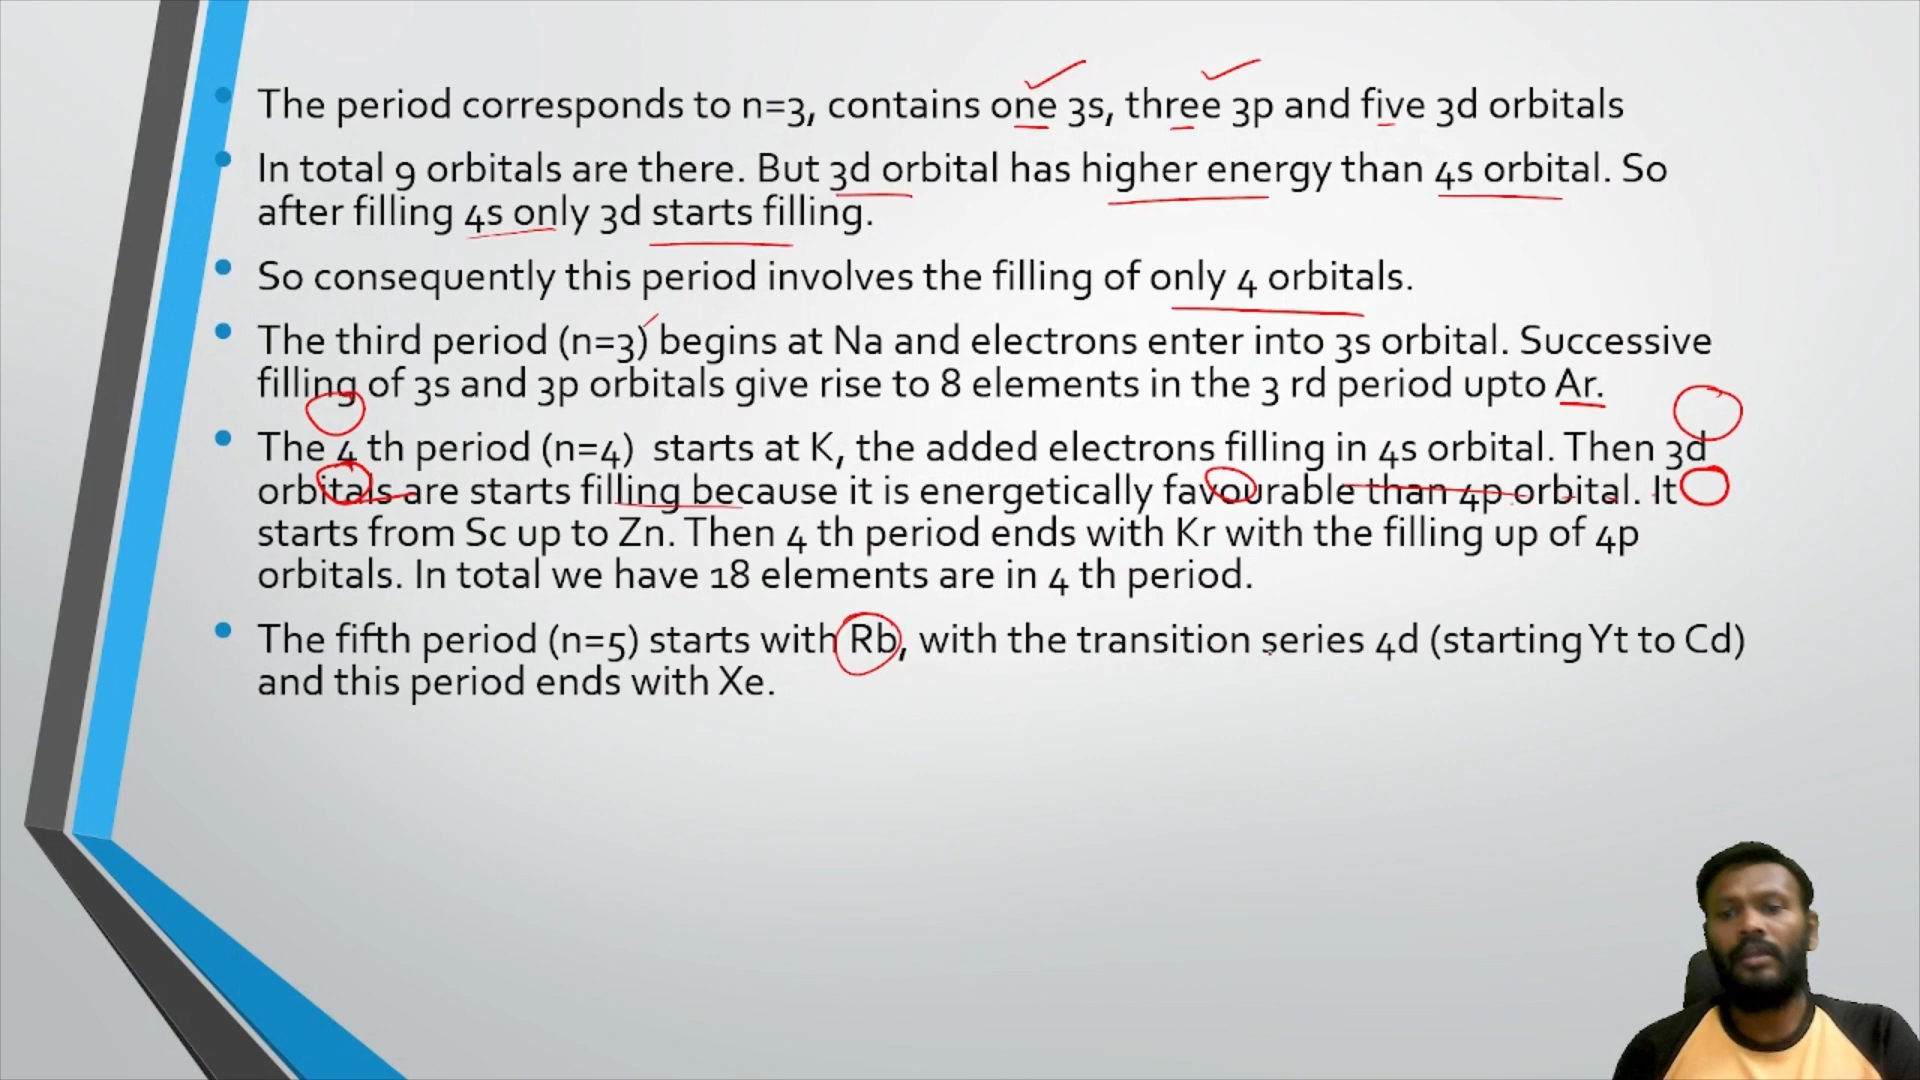 The period corresponds to n=3, contains one 3s, three 3p and five 3d orbitals
In total 9 orbitals are there. But 3d orbital has higher energy than 4s orbital. So
after filling 4s only 3d starts filling.
So consequently this period involves the filling of only 4 orbitals.
The third period (n=3) begins at Na and electrons enter into 3s orbital. Successive
filling of 3s and 3p orbitals give rise to 8 elements in the 3 rd period upto Ar.
The 4 th period (n=4) starts at K, the added electrons filling in 4s orbital. Then 3d
orbitals are starts filling because it is energetically favourable than 4p orbital. It
starts from Sc up to Zn. Then 4 th period ends with Kr with the filling up of 4p
orbitals. In total we have 18 elements are in 4 th period.
The fifth period (n=5) starts with Rb, with the transition series 4d (starting Yt to Cd)
and this period ends with Xe.